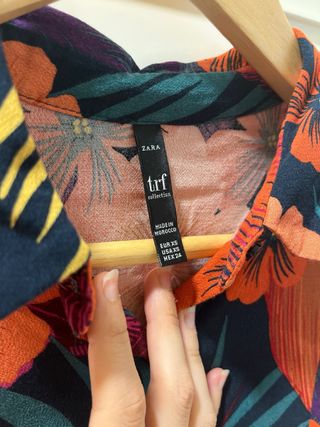 ZARA
trf
collection
MADE IN
MOROCCO
EUR XS
USA XS
MEX 24